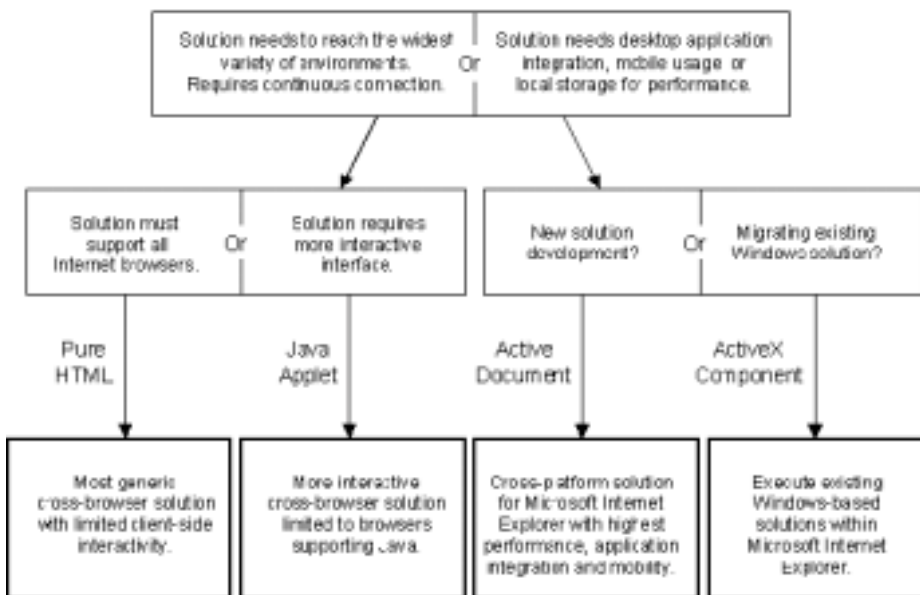 Solution needs to reach the widest
variety of environments.
Requires continuous connection.
Or
Solution needs desktop application
integration, mobile usage or
local storage for performance.
Solution must
support all
Internet browsers.
Or
Solution requires
more interactive
interface.
New solution
development?
Or
Migrating existing
Windows solution?
Pure
HTML
Java
Applet
Active
Document
ActiveX
Component
Most generic
cross-browser solution
with limited client-side
interactivity.
More interactive
cross-browser solution
limited to browsers
supporting Java.
Cross-platform solution
for Microsoft Internet
Explorer with highest
performance, application
integration and mobility.
Execute existing
Windows-based
solutions within
Microsoft Internet
Explorer.